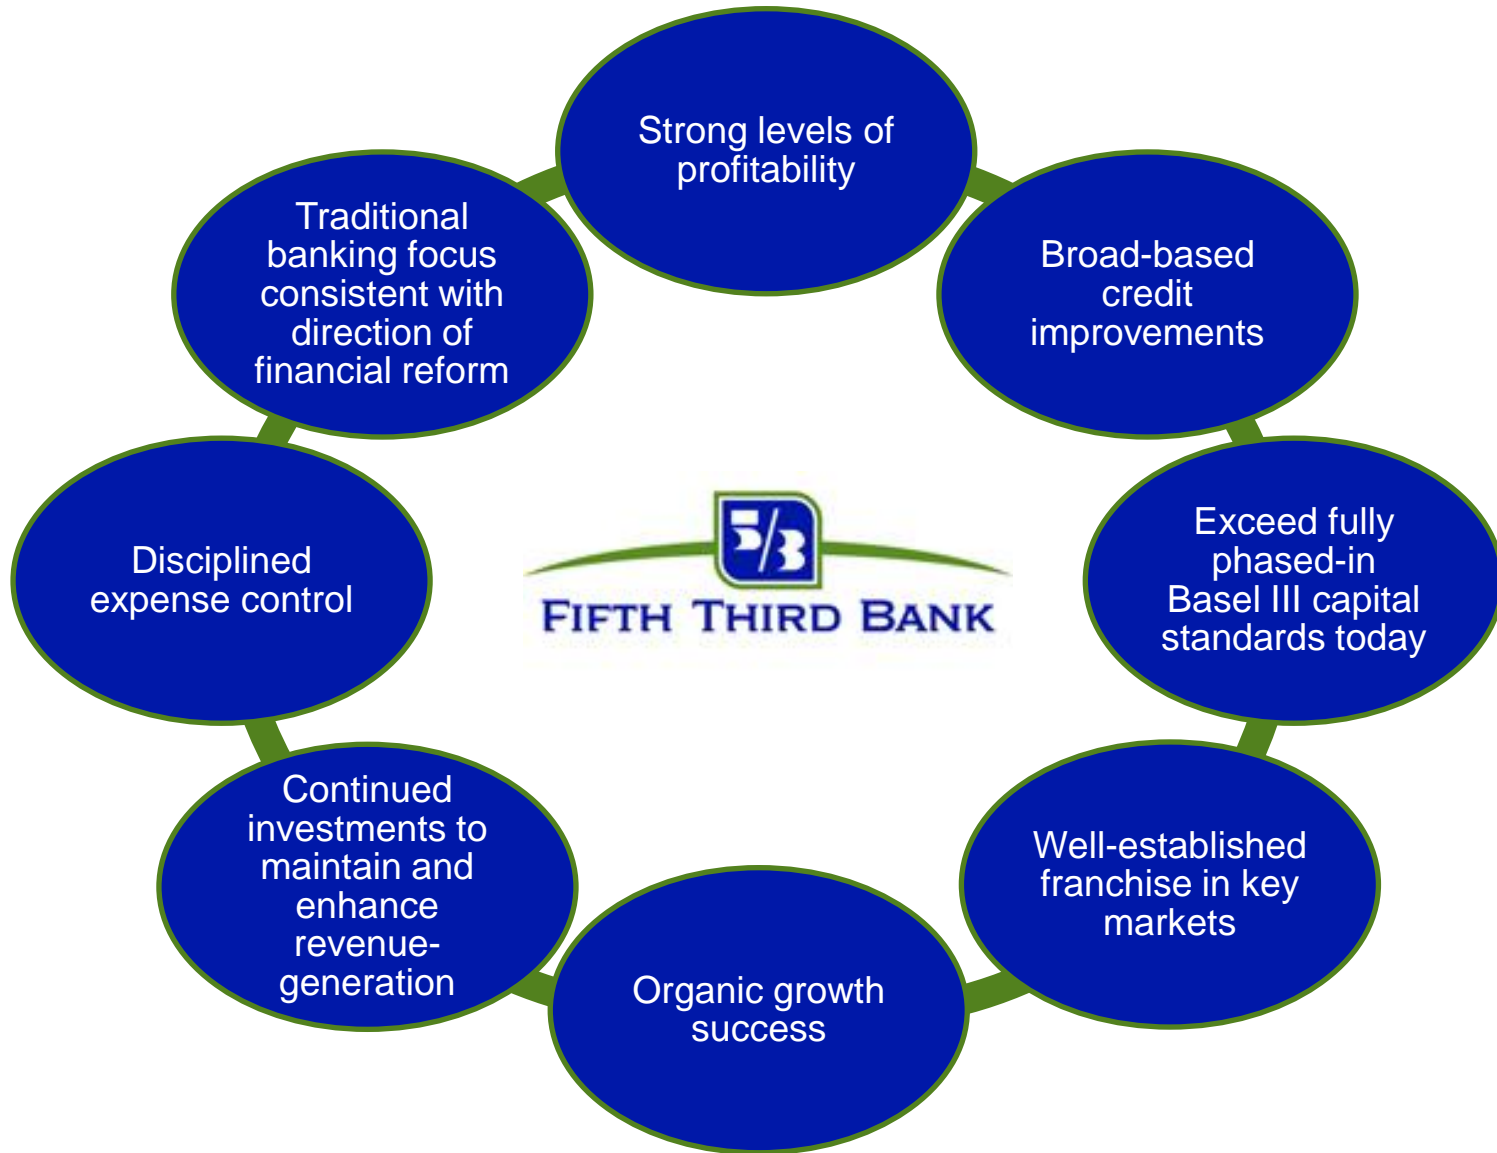 Strong levels of
profitability
Broad-based
credit
improvements
Exceed fully
phased-in
Basel III capital
standards today
Well-established
franchise in key
markets
Organic growth
success
Continued
investments to
maintain and
enhance
revenue-
generation
Disciplined
expense control
Traditional
banking focus
consistent with
direction of
financial reform
5/3
FIFTH THIRD BANK